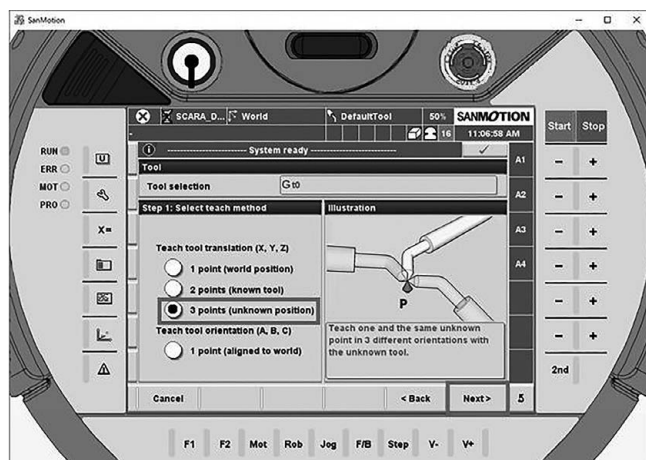 SanMotion
SCARA_D... World DefaultTool 50% SANMOTION
16 11:06:58 AM
Start Stop
RUN
ERR
MOT
PRO
System ready
Tool
Tool selection G t0
Step 1: Select teach method
Illustration
Teach tool translation (X, Y, Z)
1 point (world position)
2 points (known tool)
3 points (unknown position)
Teach tool orientation (A, B, C)
1 point (aligned to world)
P
Teach one and the same unknown
point in 3 different orientations with
the unknown tool.
A1
A2
A3
A4
U
X=
- +
- +
- +
- +
- +
- +
2nd
Cancel < Back Next > 5
F1 F2 Mot Rob Jog F/B Step V- V+